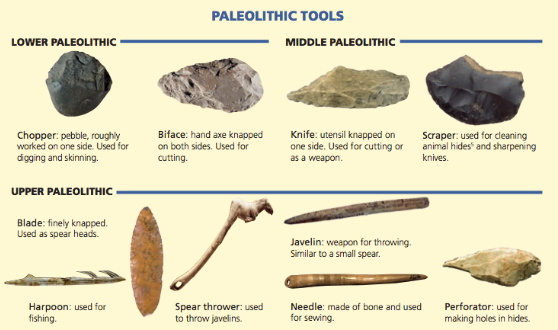 PALEOLITHIC TOOLS
LOWER PALEOLITHIC
Chopper: pebble, roughly
worked on one side. Used for
digging and skinning.
Biface: hand axe knapped
on both sides. Used for
cutting.
MIDDLE PALEOLITHIC
Knife: utensil knapped on
one side. Used for cutting or
as a weapon.
Scraper: used for cleaning
animal hides⁵ and sharpening
knives.
UPPER PALEOLITHIC
Blade: finely knapped.
Used as spear heads.
Harpoon: used for
fishing.
Spear thrower: used
to throw javelins.
Javelin: weapon for throwing.
Similar to a small spear.
Needle: made of bone and used
for sewing.
Perforator: used for
making holes in hides.